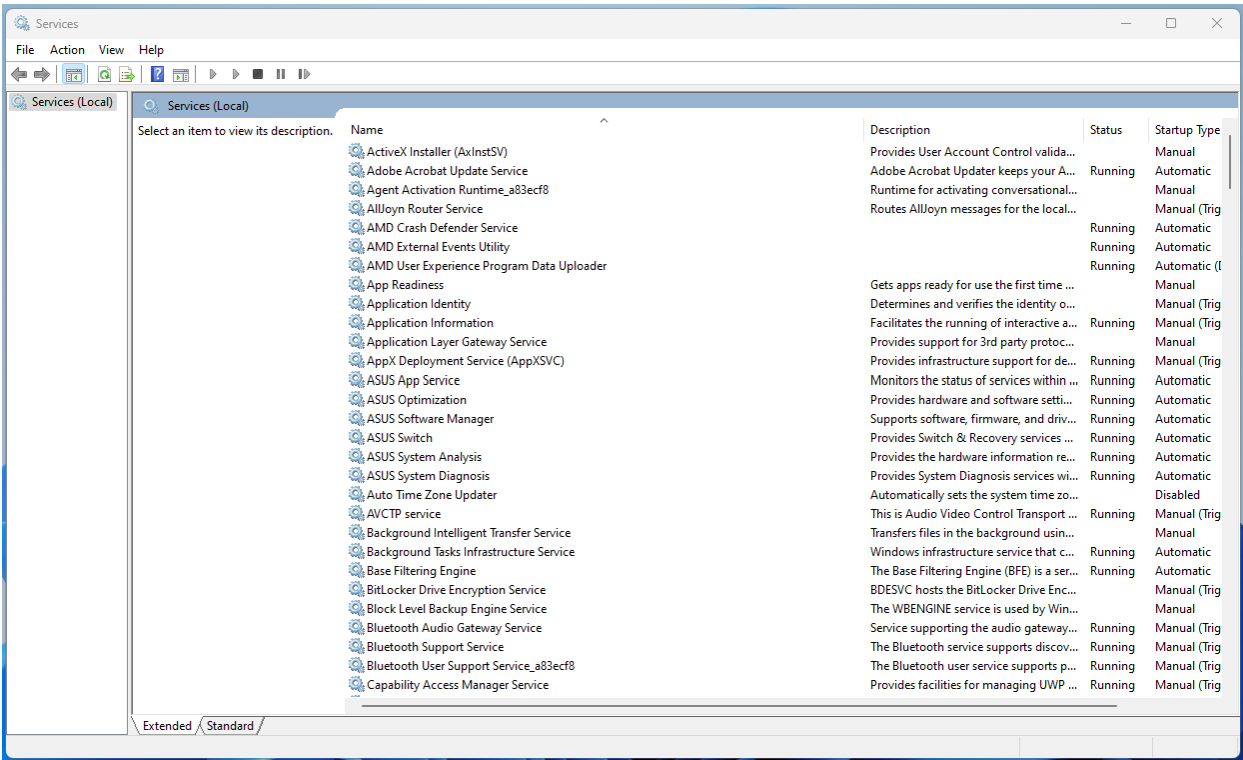 Services
File Action View Help
Services (Local)
Services (Local)
Select an item to view its description.
Name Description Status Startup Type
ActiveX Installer (AxInstSV) Provides User Account Control valida... Manual
Adobe Acrobat Update Service Adobe Acrobat Updater keeps your A... Running Automatic
Agent Activation Runtime_a83ecf8 Runtime for activating conversational... Manual
AllJoyn Router Service Routes AllJoyn messages for the local... Manual (Trig
AMD Crash Defender Service Running Automatic
AMD External Events Utility Running Automatic
AMD User Experience Program Data Uploader Running Automatic (
App Readiness Gets apps ready for use the first time ... Manual
Application Identity Determines and verifies the identity o... Manual (Trig
Application Information Facilitates the running of interactive a... Running Manual (Trig
Application Layer Gateway Service Provides support for 3rd party protoc... Manual
AppX Deployment Service (AppXSVC) Provides infrastructure support for de... Running Manual (Trig
ASUS App Service Monitors the status of services within ... Running Automatic
ASUS Optimization Provides hardware and software setti... Running Automatic
ASUS Software Manager Supports software, firmware, and driv... Running Automatic
ASUS Switch Provides Switch & Recovery services ... Running Automatic
ASUS System Analysis Provides the hardware information re... Running Automatic
ASUS System Diagnosis Provides System Diagnosis services wi... Running Automatic
Auto Time Zone Updater Automatically sets the system time zo... Disabled
AVCTP service This is Audio Video Control Transport ... Running Manual (Trig
Background Intelligent Transfer Service Transfers files in the background usin... Manual
Background Tasks Infrastructure Service Windows infrastructure service that c... Running Automatic
Base Filtering Engine The Base Filtering Engine (BFE) is a ser... Running Automatic
BitLocker Drive Encryption Service BDESVC hosts the BitLocker Drive Enc... Manual (Trig
Block Level Backup Engine Service The WBENGINE service is used by Win... Manual
Bluetooth Audio Gateway Service Service supporting the audio gateway... Running Manual (Trig
Bluetooth Support Service The Bluetooth service supports discov... Running Manual (Trig
Bluetooth User Support Service_a83ecf8 The Bluetooth user service supports p... Running Manual (Trig
Capability Access Manager Service Provides facilities for managing UWP ... Running Manual (Trig
Extended Standard